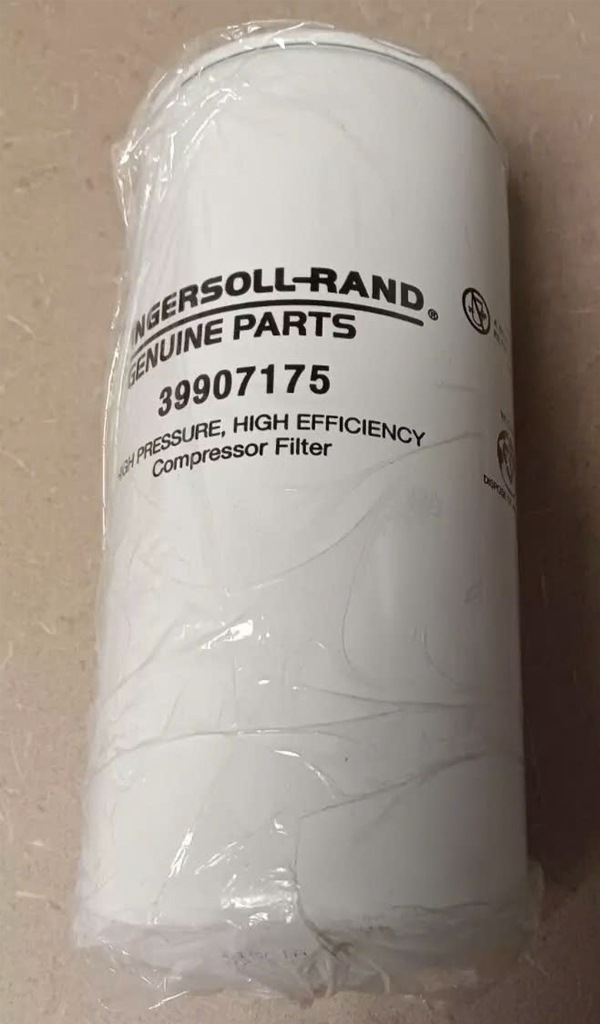 INGERSOLL-RAND®
GENUINE PARTS
39907175
HIGH PRESSURE, HIGH EFFICIENCY
Compressor Filter